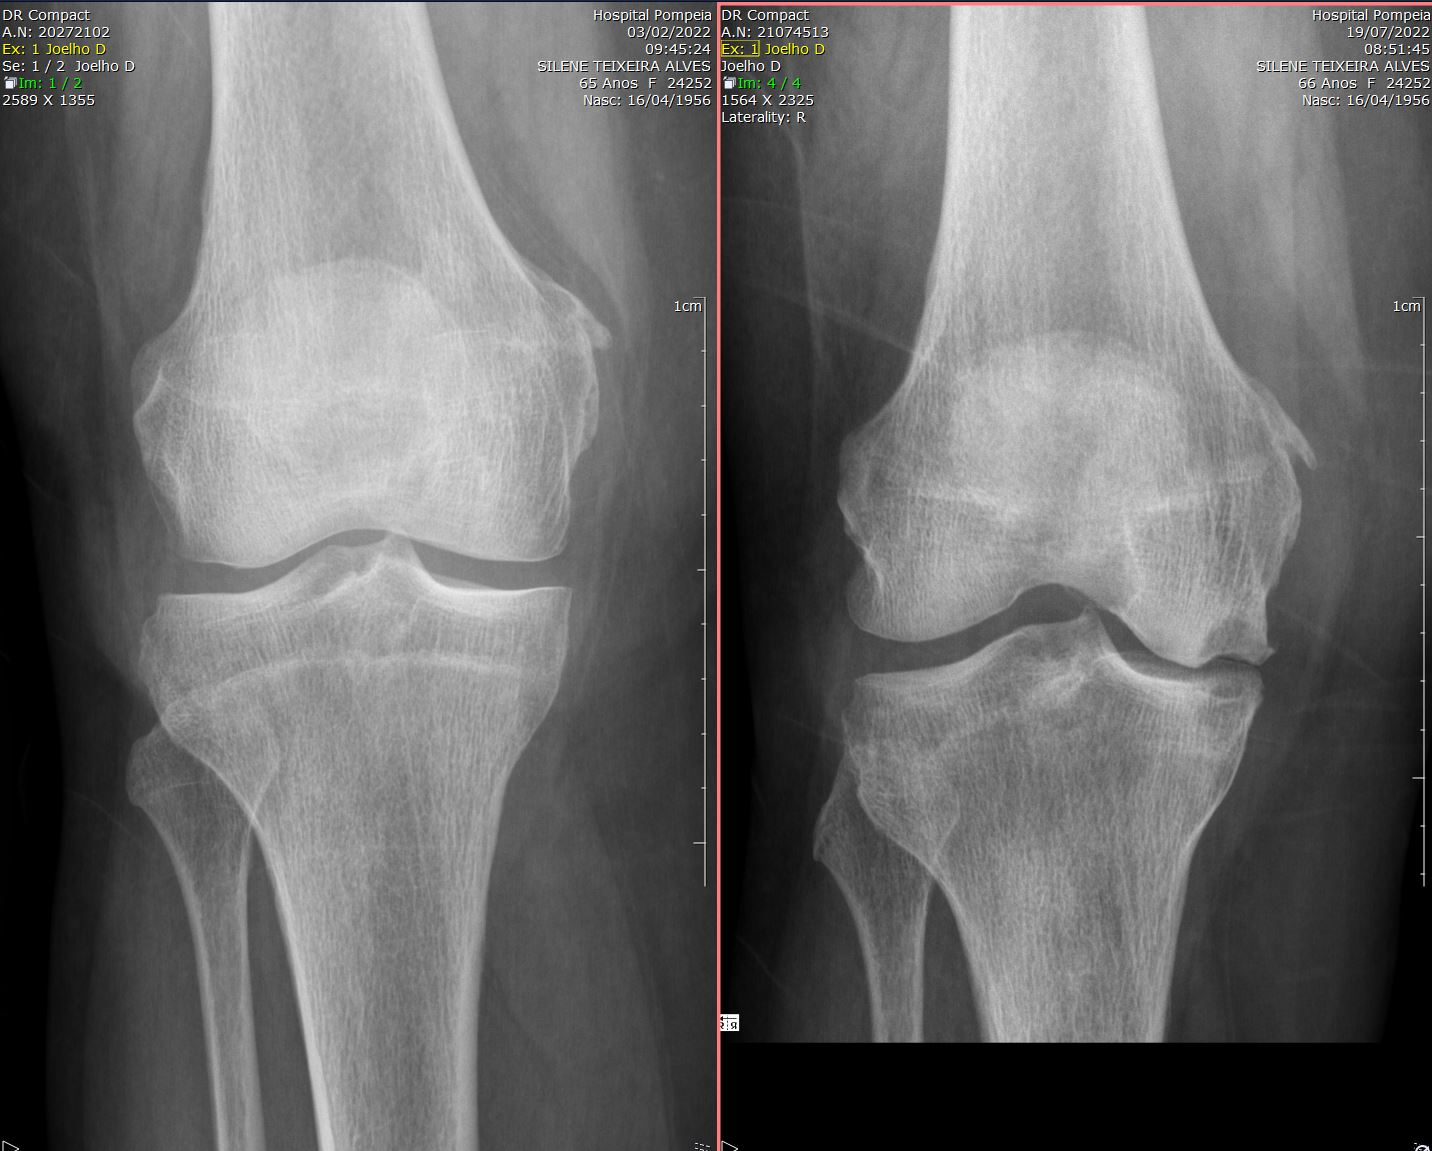 DR Compact
A.N: 20272102
Ex: 1 Joelho D
Se: 1 / 2 Joelho D
Im: 1 / 2
2589 X 1355
Hospital Pompeia
03/02/2022
09:45:24
SILENE TEIXEIRA ALVES
65 Anos F 24252
Nasc: 16/04/1956
1cm
DR Compact
A.N: 21074513
Ex: 1 Joelho D
Joelho D
Im: 4 / 4
1564 X 2325
Laterality: R
Hospital Pompeia
19/07/2022
08:51:45
SILENE TEIXEIRA ALVES
66 Anos F 24252
Nasc: 16/04/1956
1cm